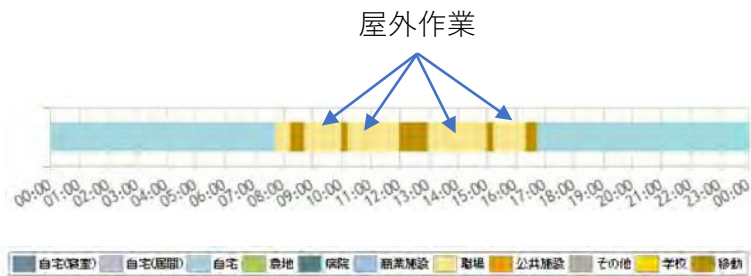 屋外作業
00:00 01:00 02:00 03:00 04:00 05:00 06:00 07:00 08:00 09:00 10:00 11:00 12:00 13:00 14:00 15:00 16:00 17:00 18:00 19:00 20:00 21:00 22:00 23:00 00:00
自宅(寝室) 自宅(居間) 自宅 農地 病院 商業施設 職場 公共施設 その他 学校 移動